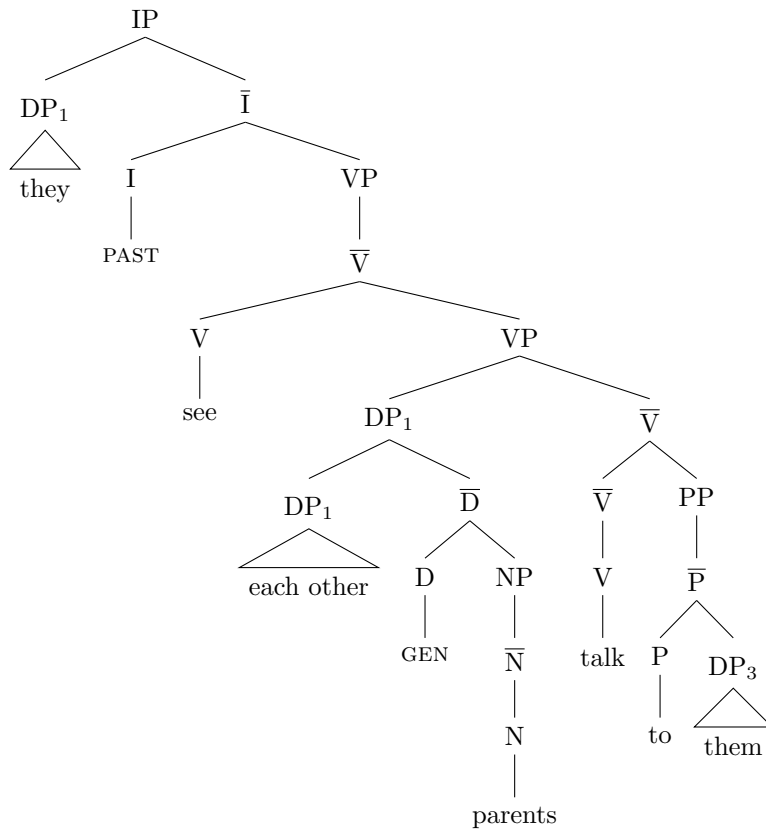 IP
DP₁ Ī
they I VP
PAST V̅
V VP
see DP₁ V̅
DP₁ D̅ V̅ PP
each other D NP V P̅
GEN N̅ talk P DP₃
N to them
parents